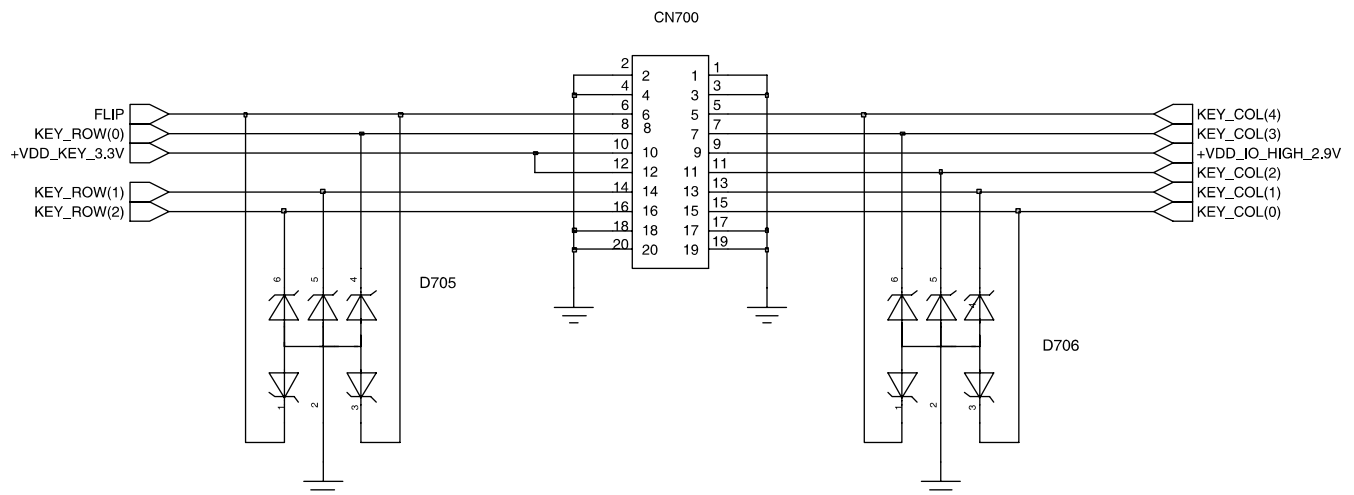 CN700
2 2 1 1
4 4 3 3
FLIP 6 6 5 5 KEY_COL(4)
KEY_ROW(0) 8 8 7 7 KEY_COL(3)
+VDD_KEY_3.3V 10 10 9 9 +VDD_IO_HIGH_2.9V
12 12 11 11 KEY_COL(2)
KEY_ROW(1) 14 14 13 13 KEY_COL(1)
KEY_ROW(2) 16 16 15 15 KEY_COL(0)
18 18 17 17
20 20 19 19
6 5 4 D705
1 2 3
6 5 4 D706
1 2 3